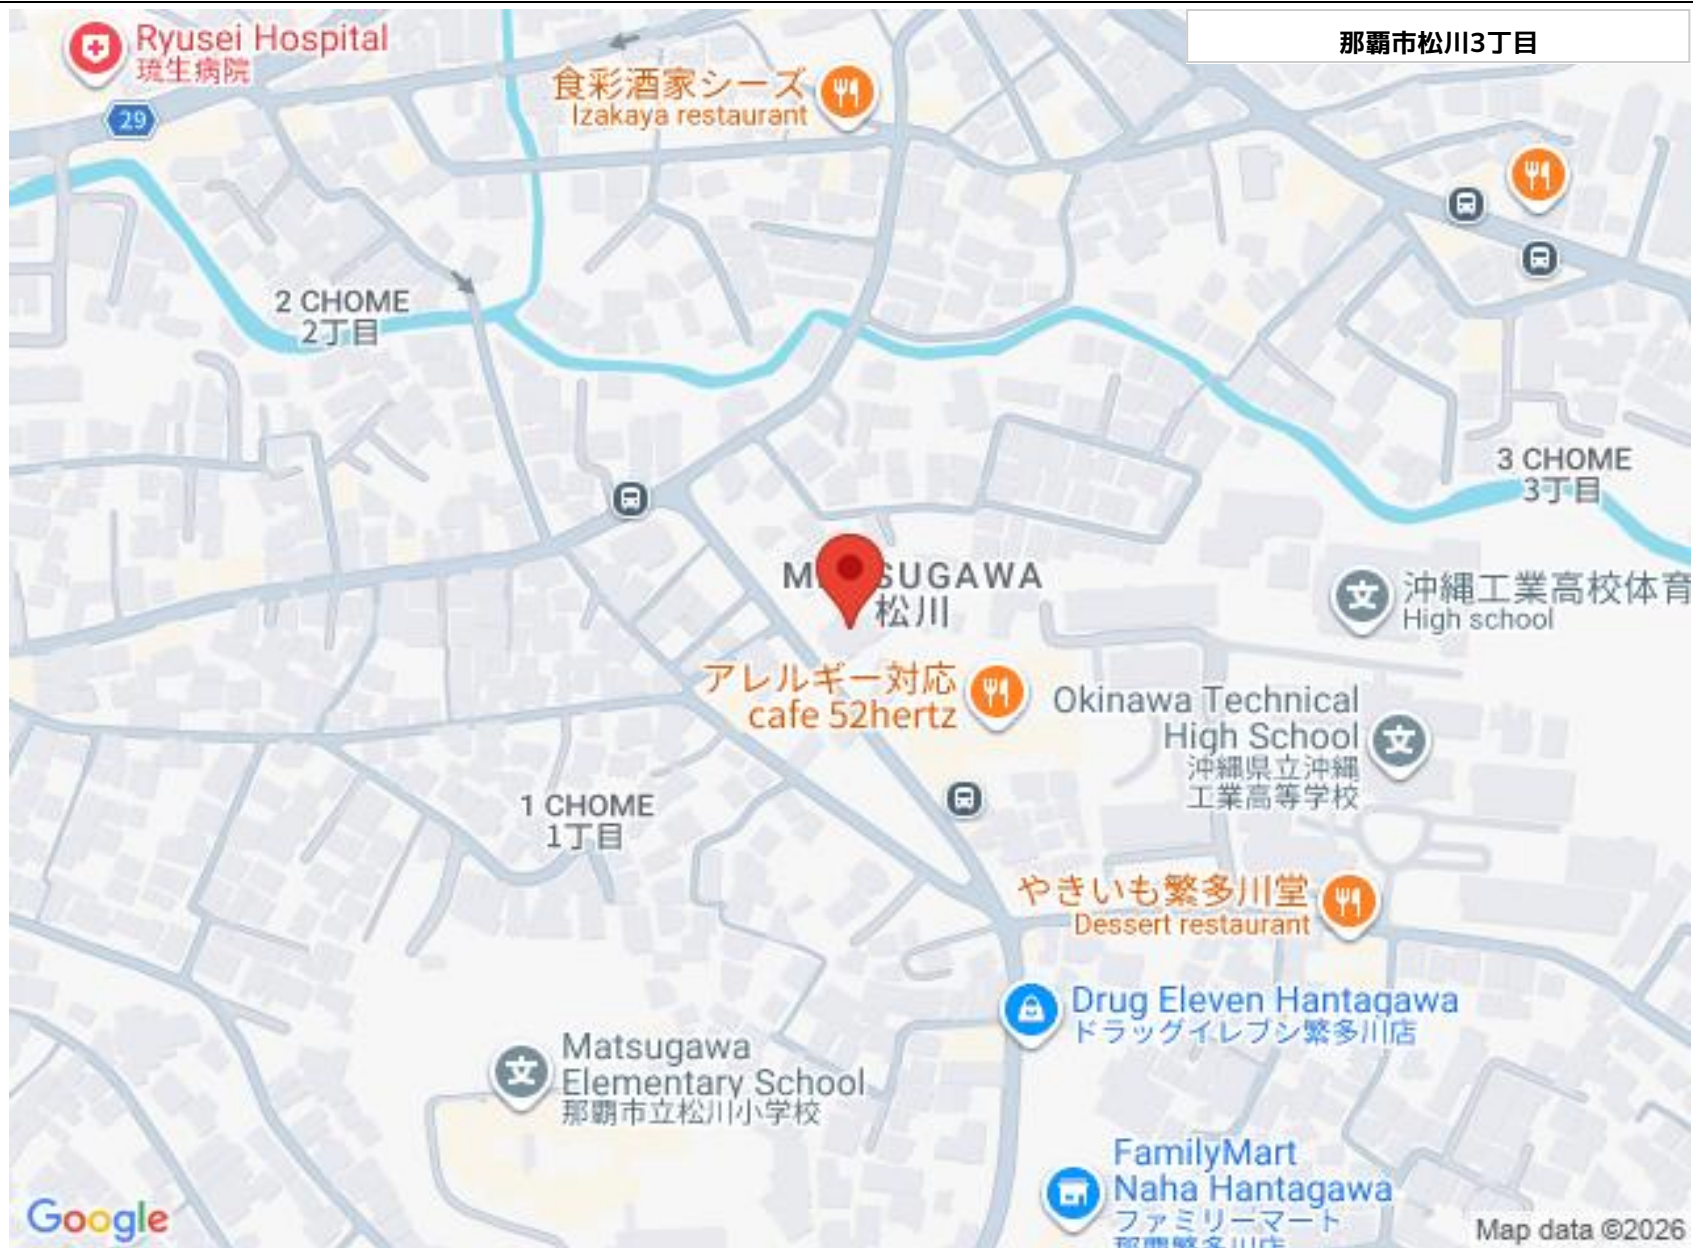 那覇市松川3丁目
Ryusei Hospital
琉生病院
29
食彩酒家シーズ
Izakaya restaurant
2 CHOME
2丁目
3 CHOME
3丁目
SUGAWA
松川
沖縄工業高校体育
High school
アレルギー対応
cafe 52hertz
Okinawa Technical
High School
沖縄県立沖縄
工業高等学校
1 CHOME
1丁目
やきいも繁多川堂
Dessert restaurant
Drug Eleven Hantagawa
ドラッグイレブン繁多川店
Matsugawa
Elementary School
那覇市立松川小学校
FamilyMart
Naha Hantagawa
ファミリーマート
那覇繁多川店
Google
Map data ©2026